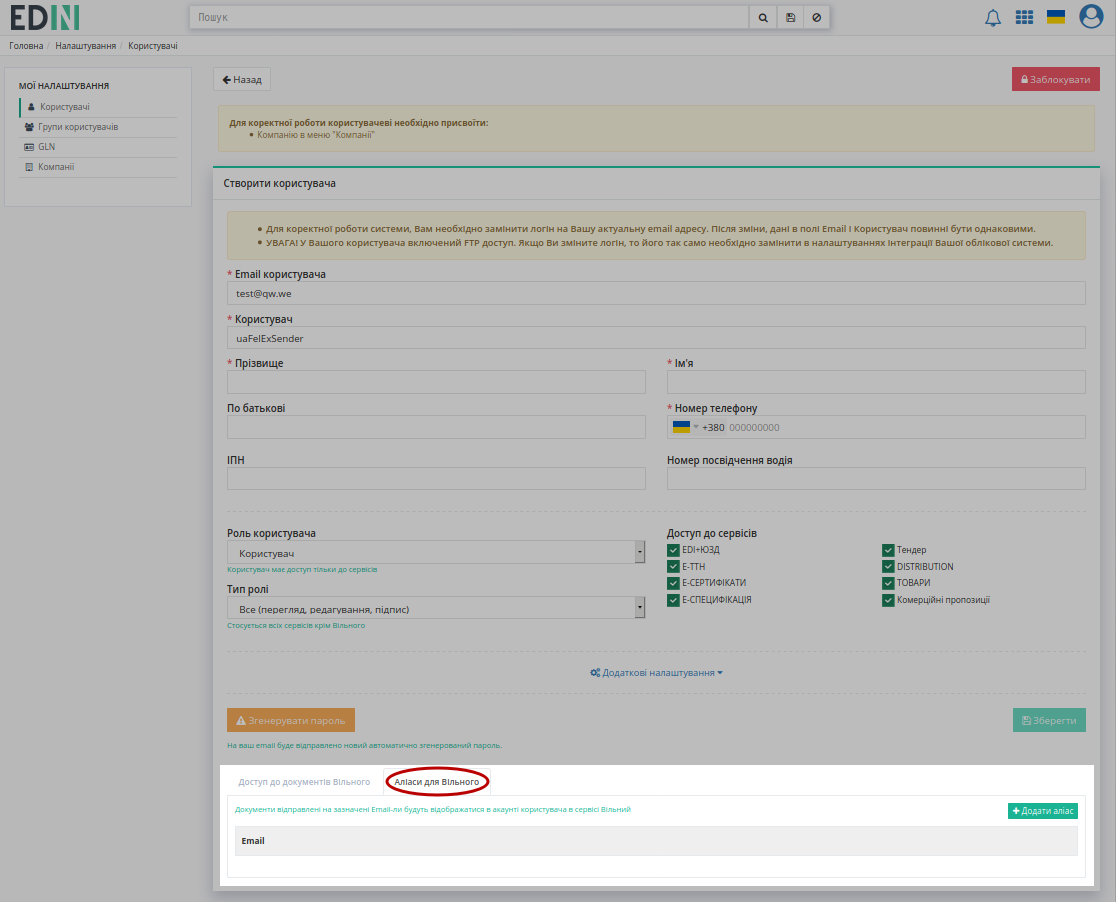 EDIN
Пошук
Головна / Налаштування / Користувачі
МОЇ НАЛАШТУВАННЯ
Користувачі
Групи користувачів
GLN
Компанії
Назад
Заблокувати
Для коректної роботи користувачеві необхідно присвоїти:
Компанію в меню "Компанії"
Створити користувача
Для коректної роботи системи, Вам необхідно замінити логін на Вашу актуальну email адресу. Після зміни, дані в полі Email і Користувач повинні бути однаковими.
УВАГА! У Вашого користувача включений FTP доступ. Якщо Ви зміните логін, то його так само необхідно замінити в налаштуваннях інтеграції Вашої облікової системи.
* Email користувача
test@qw.we
* Користувач
uaFelExSender
* Прізвище
* Ім'я
По батькові
* Номер телефону
+380 000000000
ІПН
Номер посвідчення водія
Роль користувача
Користувач
Користувач має доступ тільки до сервісів
Тип ролі
Все (перегляд, редагування, підпис)
Стосується всіх сервісів крім Вільного
Доступ до сервісів
EDI+ЮЗД
Тендер
Е-ТТН
DISTRIBUTION
Е-СЕРТИФІКАТИ
ТОВАРИ
Е-СПЕЦИФІКАЦІЯ
Комерційні пропозиції
Додаткові налаштування
Згенерувати пароль
Зберегти
На ваш email буде відправлено новий автоматично згенерований пароль.
Доступ до документів Вільного
Аліаси для Вільного
Документи відправлені на зазначені Email-ли будуть відображатися в акаунті користувача в сервісі Вільний
Додати аліас
Email